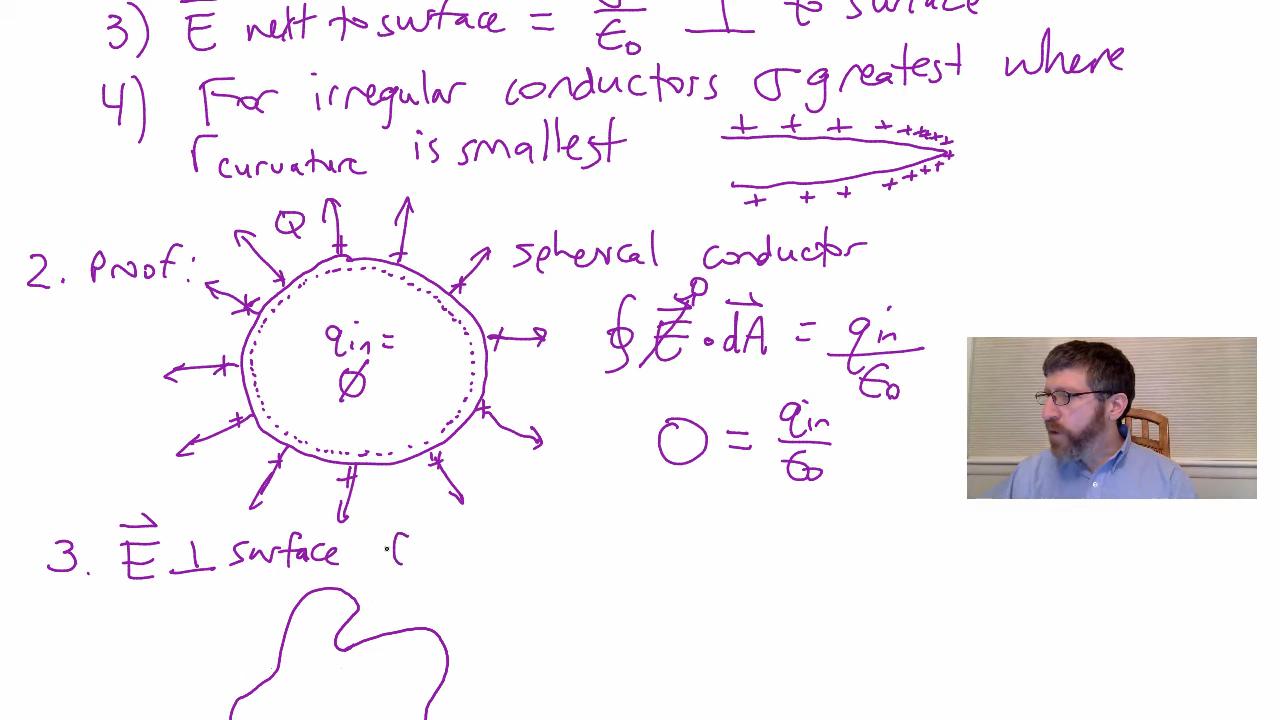 3) E next to surface = σ/ε₀ ⊥ to surface
4) For irregular conductors σ greatest where
r curvature is smallest
+ + + + + + + + +
+ + + + + + +
2. Proof: Q spherical conductor
∮ E⃗ · dA⃗ = q in / ε₀
0
q in =
0
0 = q in / ε₀
3. E⃗ ⊥ surface (